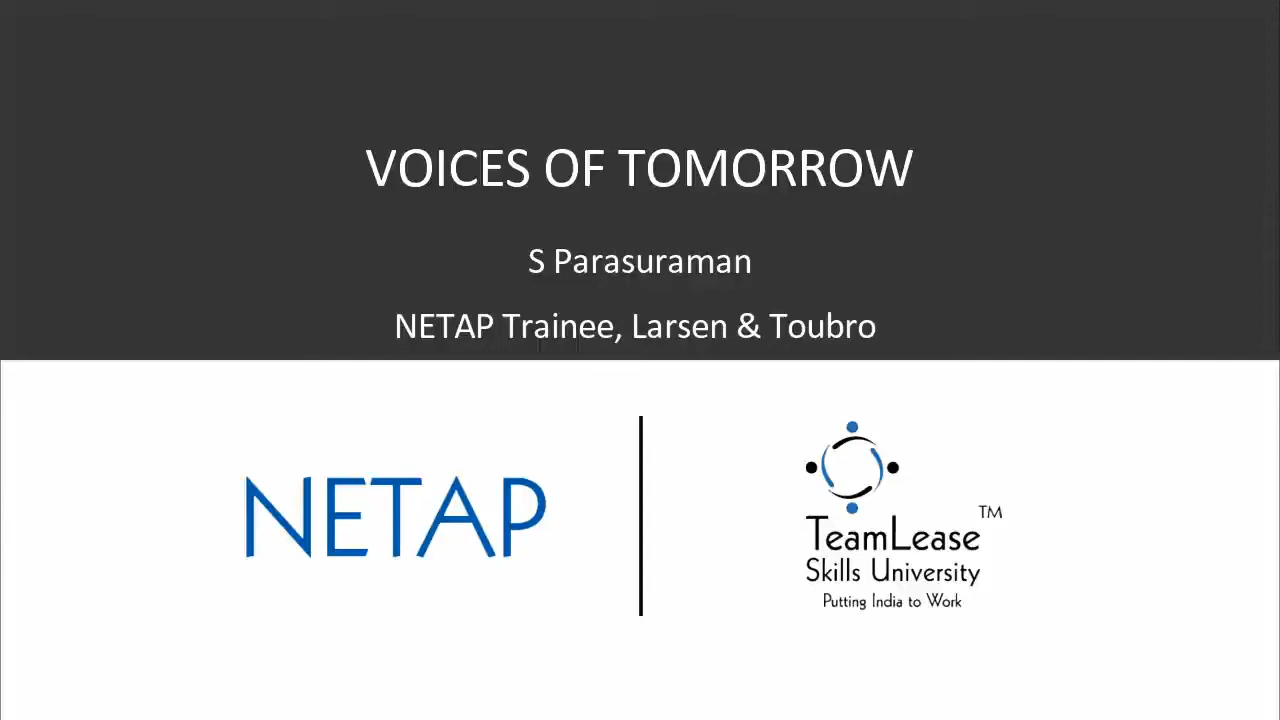 VOICES OF TOMORROW
S Parasuraman
NETAP Trainee, Larsen & Toubro
NETAP
TeamLease™
Skills University
Putting India to Work